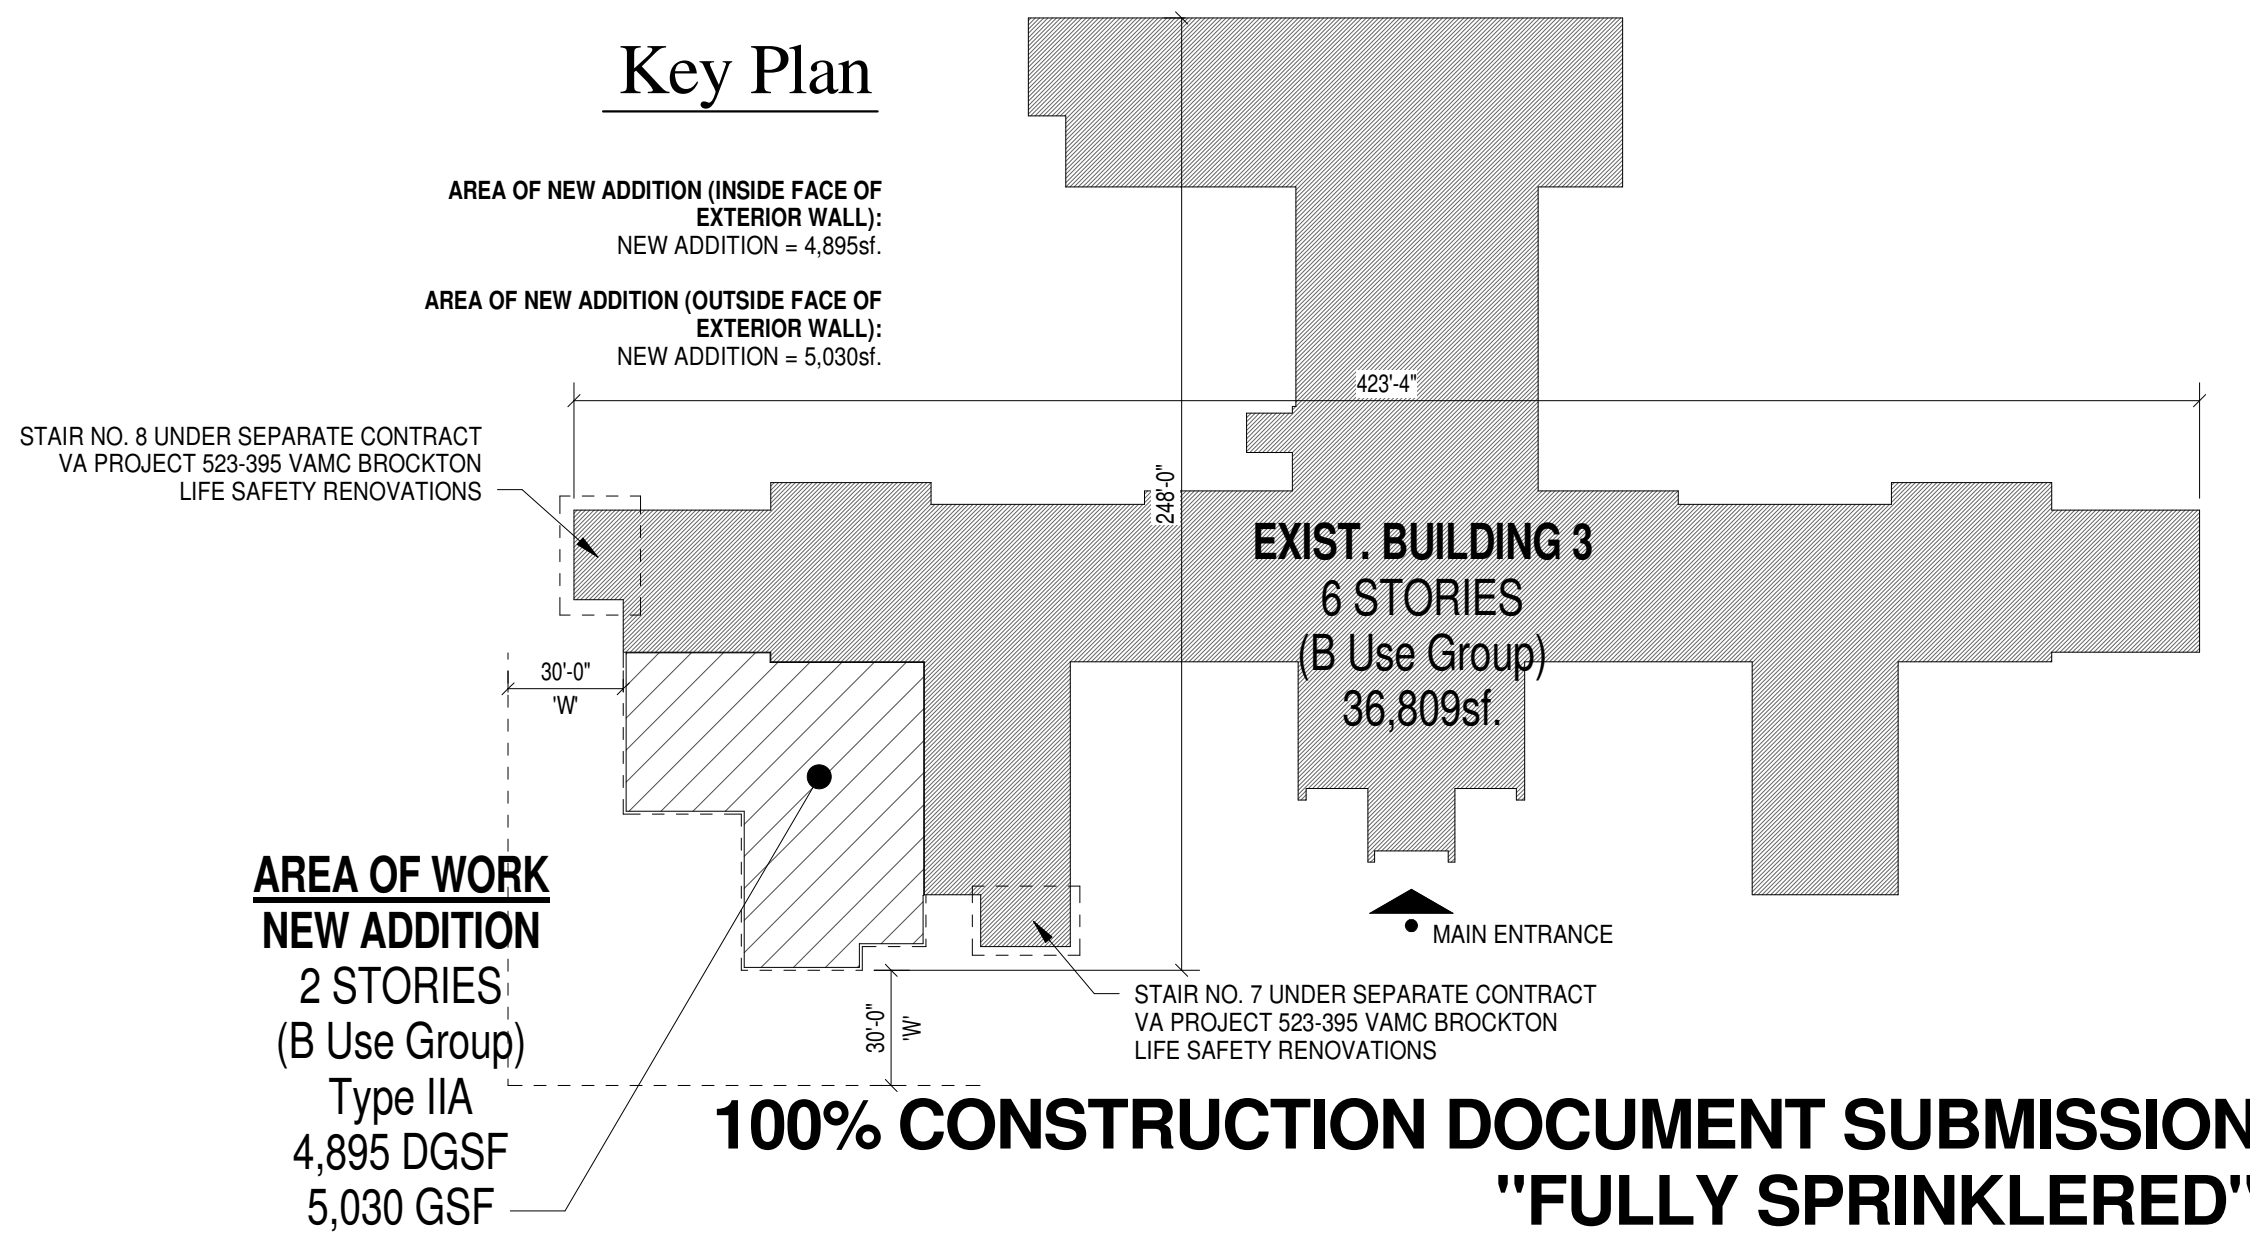 Key Plan
AREA OF NEW ADDITION (INSIDE FACE OF
EXTERIOR WALL):
NEW ADDITION = 4,895sf.
AREA OF NEW ADDITION (OUTSIDE FACE OF
EXTERIOR WALL):
NEW ADDITION = 5,030sf.
423'-4"
STAIR NO. 8 UNDER SEPARATE CONTRACT
VA PROJECT 523-395 VAMC BROCKTON
LIFE SAFETY RENOVATIONS
248'-0"
EXIST. BUILDING 3
6 STORIES
(B Use Group)
36,809sf.
30'-0"
'W'
AREA OF WORK
NEW ADDITION
2 STORIES
(B Use Group)
Type IIA
4,895 DGSF
5,030 GSF
MAIN ENTRANCE
STAIR NO. 7 UNDER SEPARATE CONTRACT
VA PROJECT 523-395 VAMC BROCKTON
LIFE SAFETY RENOVATIONS
30'-0"
'W'
100% CONSTRUCTION DOCUMENT SUBMISSION
"FULLY SPRINKLERED"